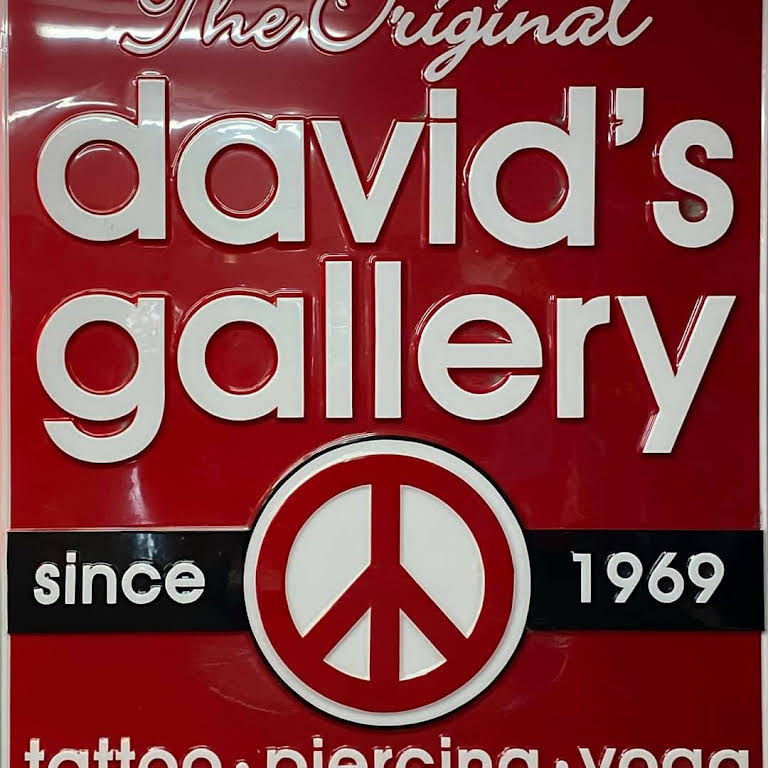 The Original
david's
gallery
since 1969
tattoo · piercing · yoga